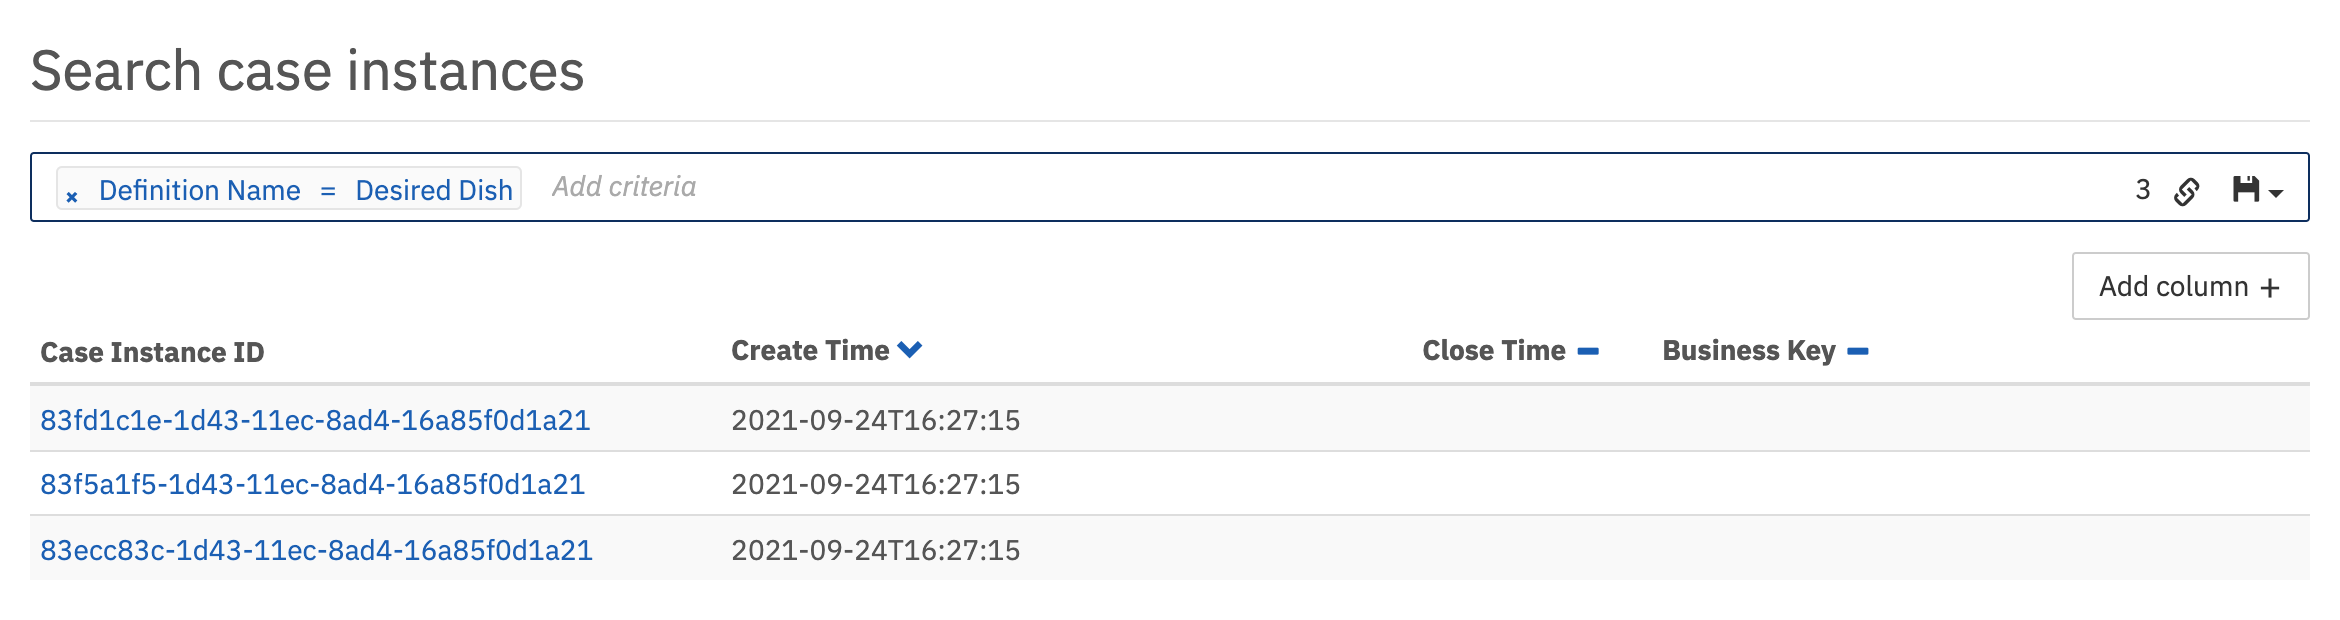 Search case instances
× Definition Name = Desired Dish Add criteria 3
Add column +
Case Instance ID Create Time Close Time Business Key
83fd1c1e-1d43-11ec-8ad4-16a85f0d1a21 2021-09-24T16:27:15
83f5a1f5-1d43-11ec-8ad4-16a85f0d1a21 2021-09-24T16:27:15
83ecc83c-1d43-11ec-8ad4-16a85f0d1a21 2021-09-24T16:27:15